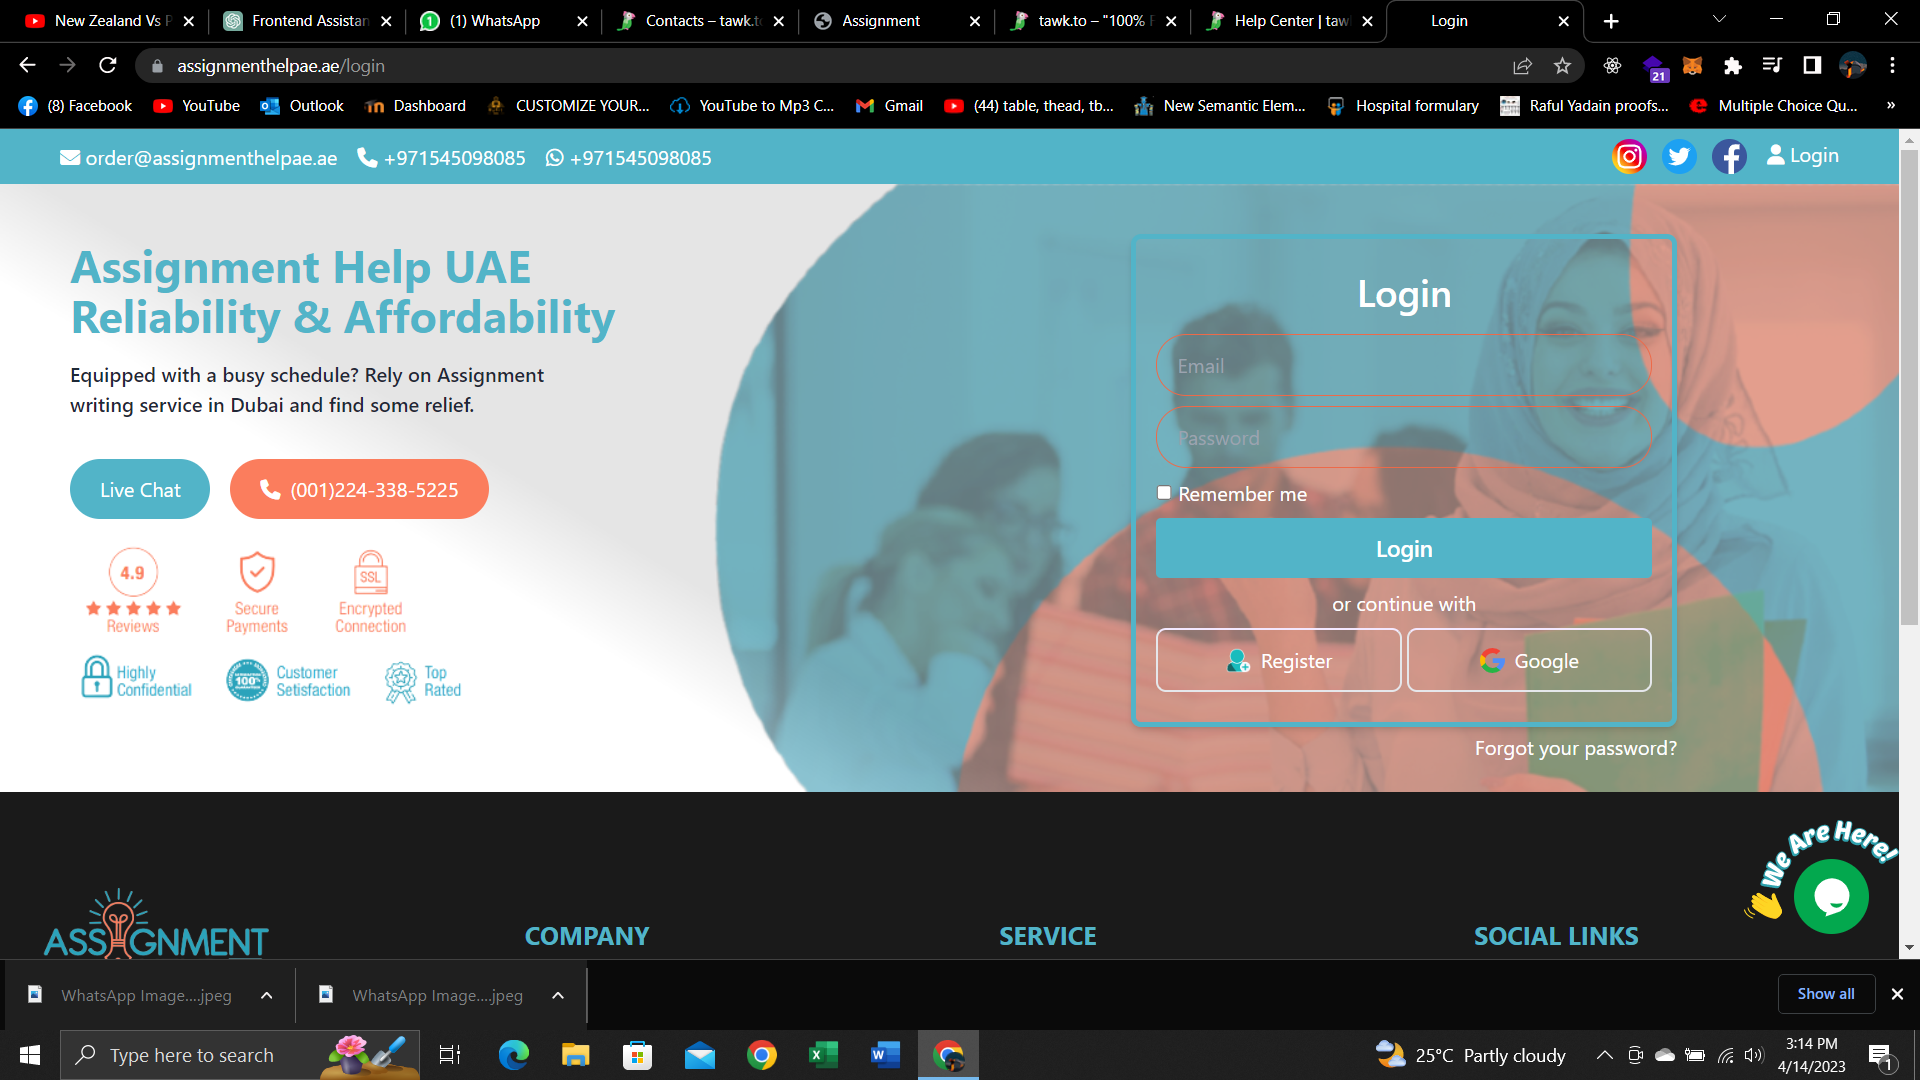 New Zealand Vs P
Frontend Assistan
(1) WhatsApp
Contacts – tawk.to
Assignment
tawk.to – "100% F
Help Center | tawk
Login
assignmenthelpae.ae/login
21
(8) Facebook
YouTube
Outlook
Dashboard
CUSTOMIZE YOUR...
YouTube to Mp3 C...
Gmail
(44) table, thead, tb...
New Semantic Elem...
Hospital formulary
Raful Yadain proofs...
Multiple Choice Qu...
»
order@assignmenthelpae.ae
+971545098085
+971545098085
Login
Assignment Help UAE
Reliability & Affordability
Equipped with a busy schedule? Rely on Assignment
writing service in Dubai and find some relief.
Live Chat
(001)224-338-5225
4.9
Reviews
Secure
Payments
SSL
Encrypted
Connection
Highly
Confidential
100%
Customer
Setisfaction
Top
Rated
Login
Email
Password
Remember me
Login
or continue with
Register
Google
Forgot your password?
We Are Here!
ASSIGNMENT
COMPANY
SERVICE
SOCIAL LINKS
WhatsApp Image....jpeg
WhatsApp Image....jpeg
Show all
Type here to search
25°C Partly cloudy
3:14 PM
4/14/2023
1